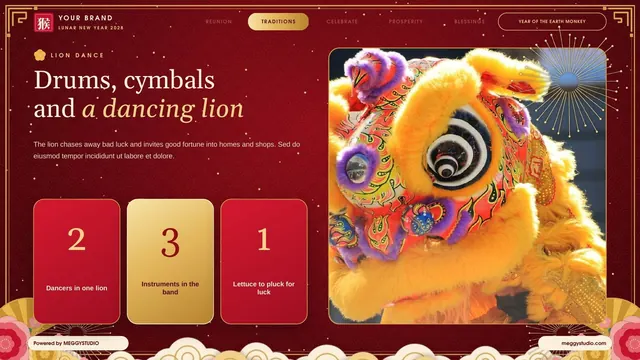 猴
YOUR BRAND
LUNAR NEW YEAR 2028
REUNION
TRADITIONS
CELEBRATE
PROSPERITY
BLESSINGS
YEAR OF THE EARTH MONKEY
LION DANCE
Drums, cymbals
and a dancing lion
The lion chases away bad luck and invites good fortune into homes and shops. Sed do
eiusmod tempor incididunt ut labore et dolore.
2
Dancers in one lion
3
Instruments in the
band
1
Lettuce to pluck for
luck
Powered by MEGGYSTUDIO
meggystudio.com